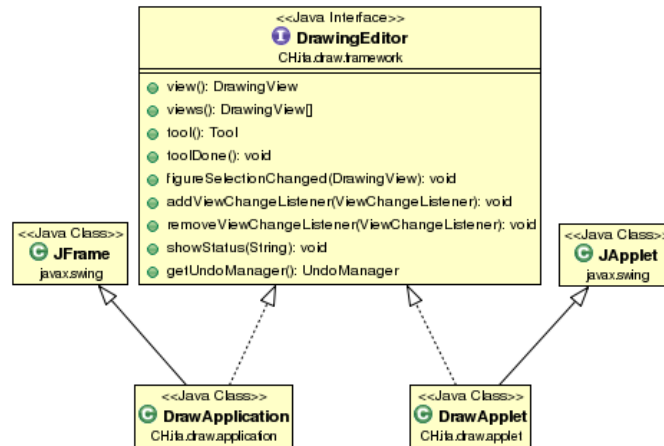 <<Java Interface>>
I DrawingEditor
CH.ifa.draw.framework
view(): DrawingView
views(): DrawingView[]
tool(): Tool
toolDone(): void
figureSelectionChanged(DrawingView): void
addViewChangeListener(ViewChangeListener): void
removeViewChangeListener(ViewChangeListener): void
showStatus(String): void
getUndoManager(): UndoManager
<<Java Class>>
C JFrame
javax.swing
<<Java Class>>
C JApplet
javax.swing
<<Java Class>>
C DrawApplication
CH.ifa.draw.application
<<Java Class>>
C DrawApplet
CH.ifa.draw.applet